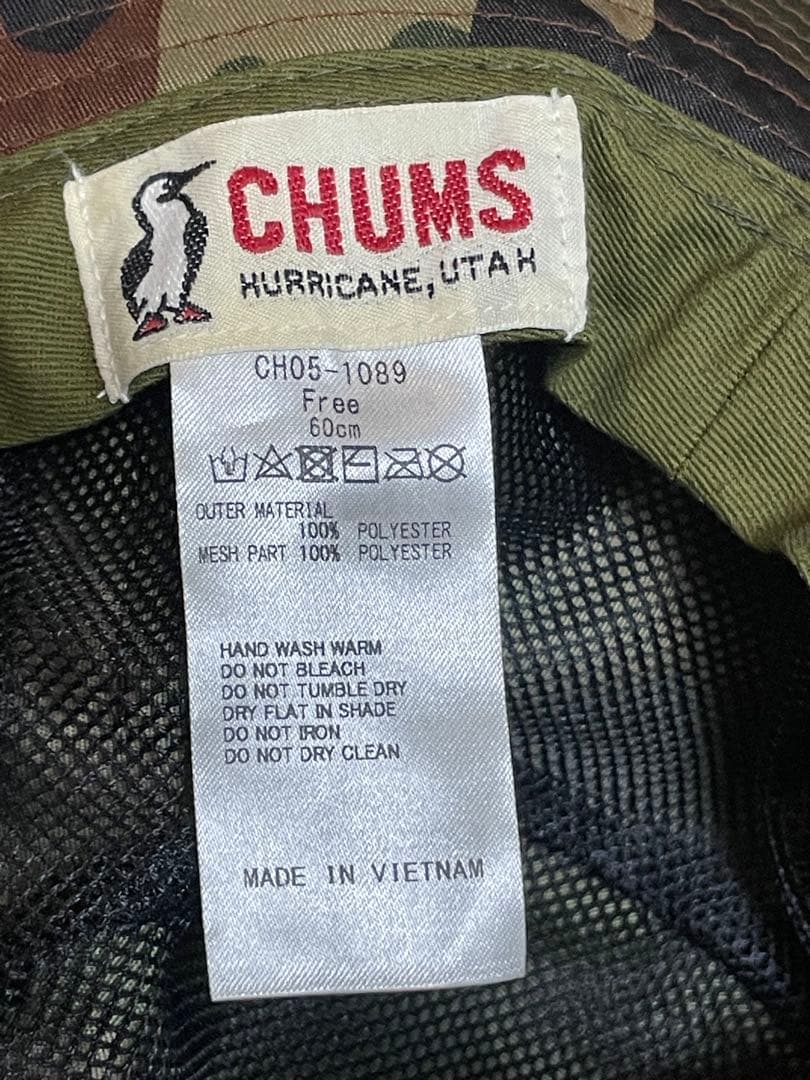 CHUMS
HURRICANE, UTAH
CH05-1089
Free
60cm
OUTER MATERIAL
100% POLYESTER
MESH PART 100% POLYESTER
HAND WASH WARM
DO NOT BLEACH
DO NOT TUMBLE DRY
DRY FLAT IN SHADE
DO NOT IRON
DO NOT DRY CLEAN
MADE IN VIETNAM